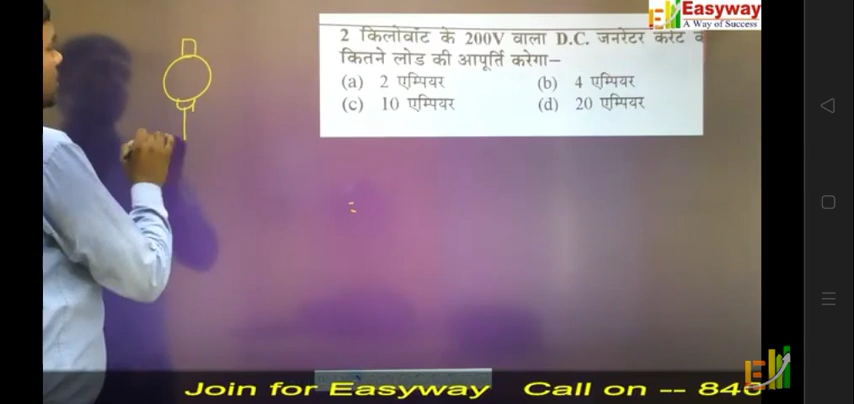 Easyway
A Way of Success
2 किलोवॉट के 200V वाला D.C. जनरेटर करेंट
कितने लोड की आपूर्ति करेगा–
(a) 2 एम्पियर (b) 4 एम्पियर
(c) 10 एम्पियर (d) 20 एम्पियर
Join for Easyway Call on -- 846